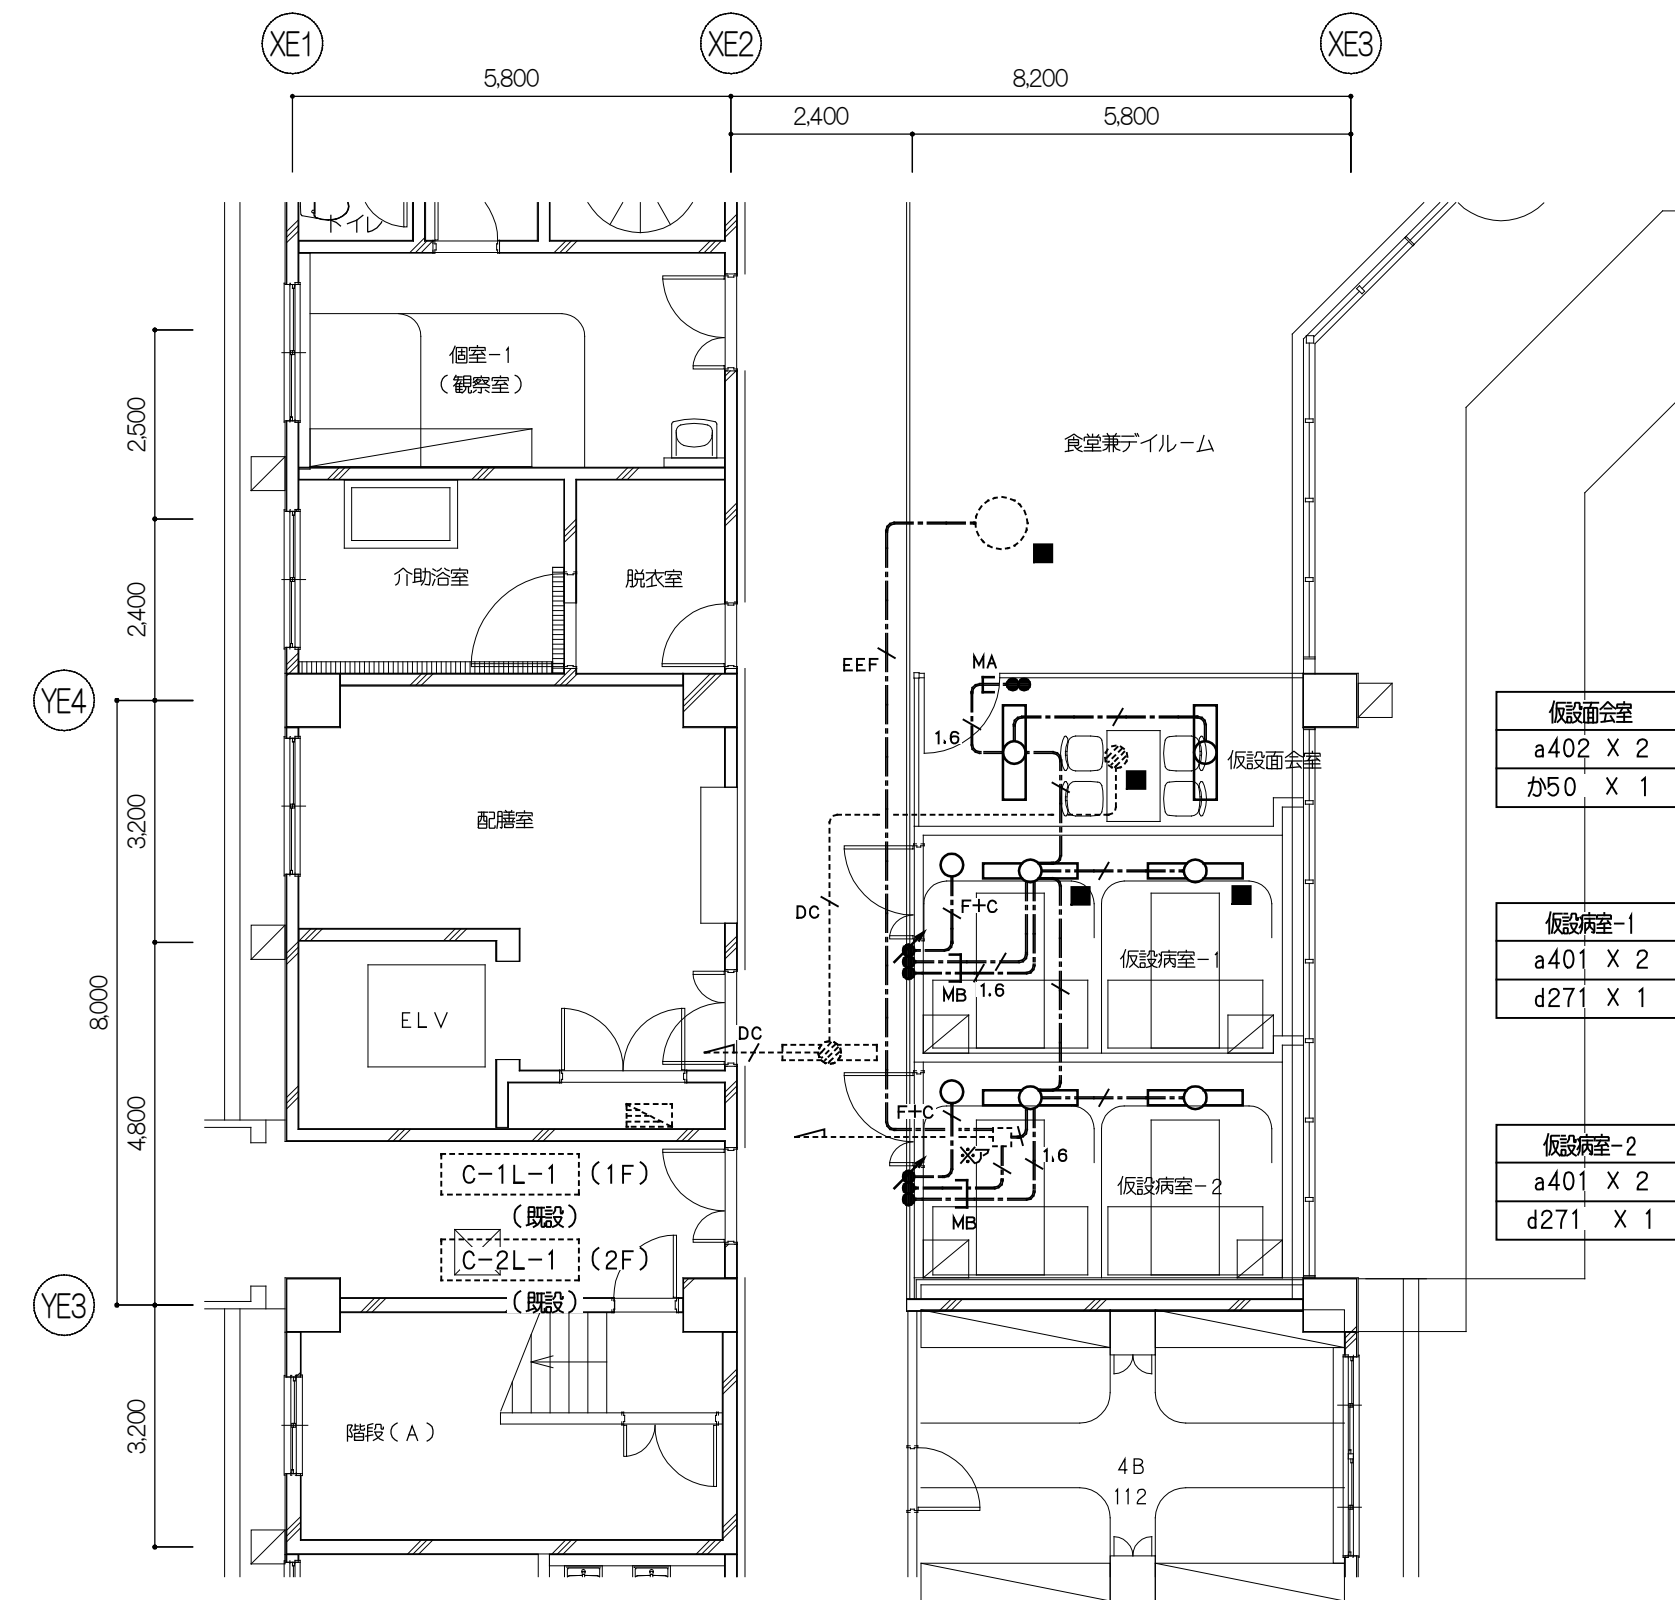 XE1
XE2
XE3
5,800
8,200
2,400
5,800
トイレ
個室-1
(観察室)
2,500
食堂兼デイルーム
介助浴室
脱衣室
2,400
EEF
MA
YE4
1.6
仮設面会室
仮設面会室
a402 X 2
か50 X 1
配膳室
3,200
DC
F+C
仮設病室-1
MB
1.6
仮設病室-1
a401 X 2
d271 X 1
8,000
ELV
DC
4,800
F+C
※ア
1.6
仮設病室-2
MB
仮設病室-2
a401 X 2
d271 X 1
C-1L-1 (1F)
(既設)
C-2L-1 (2F)
(既設)
YE3
3,200
階段(A)
4B
112